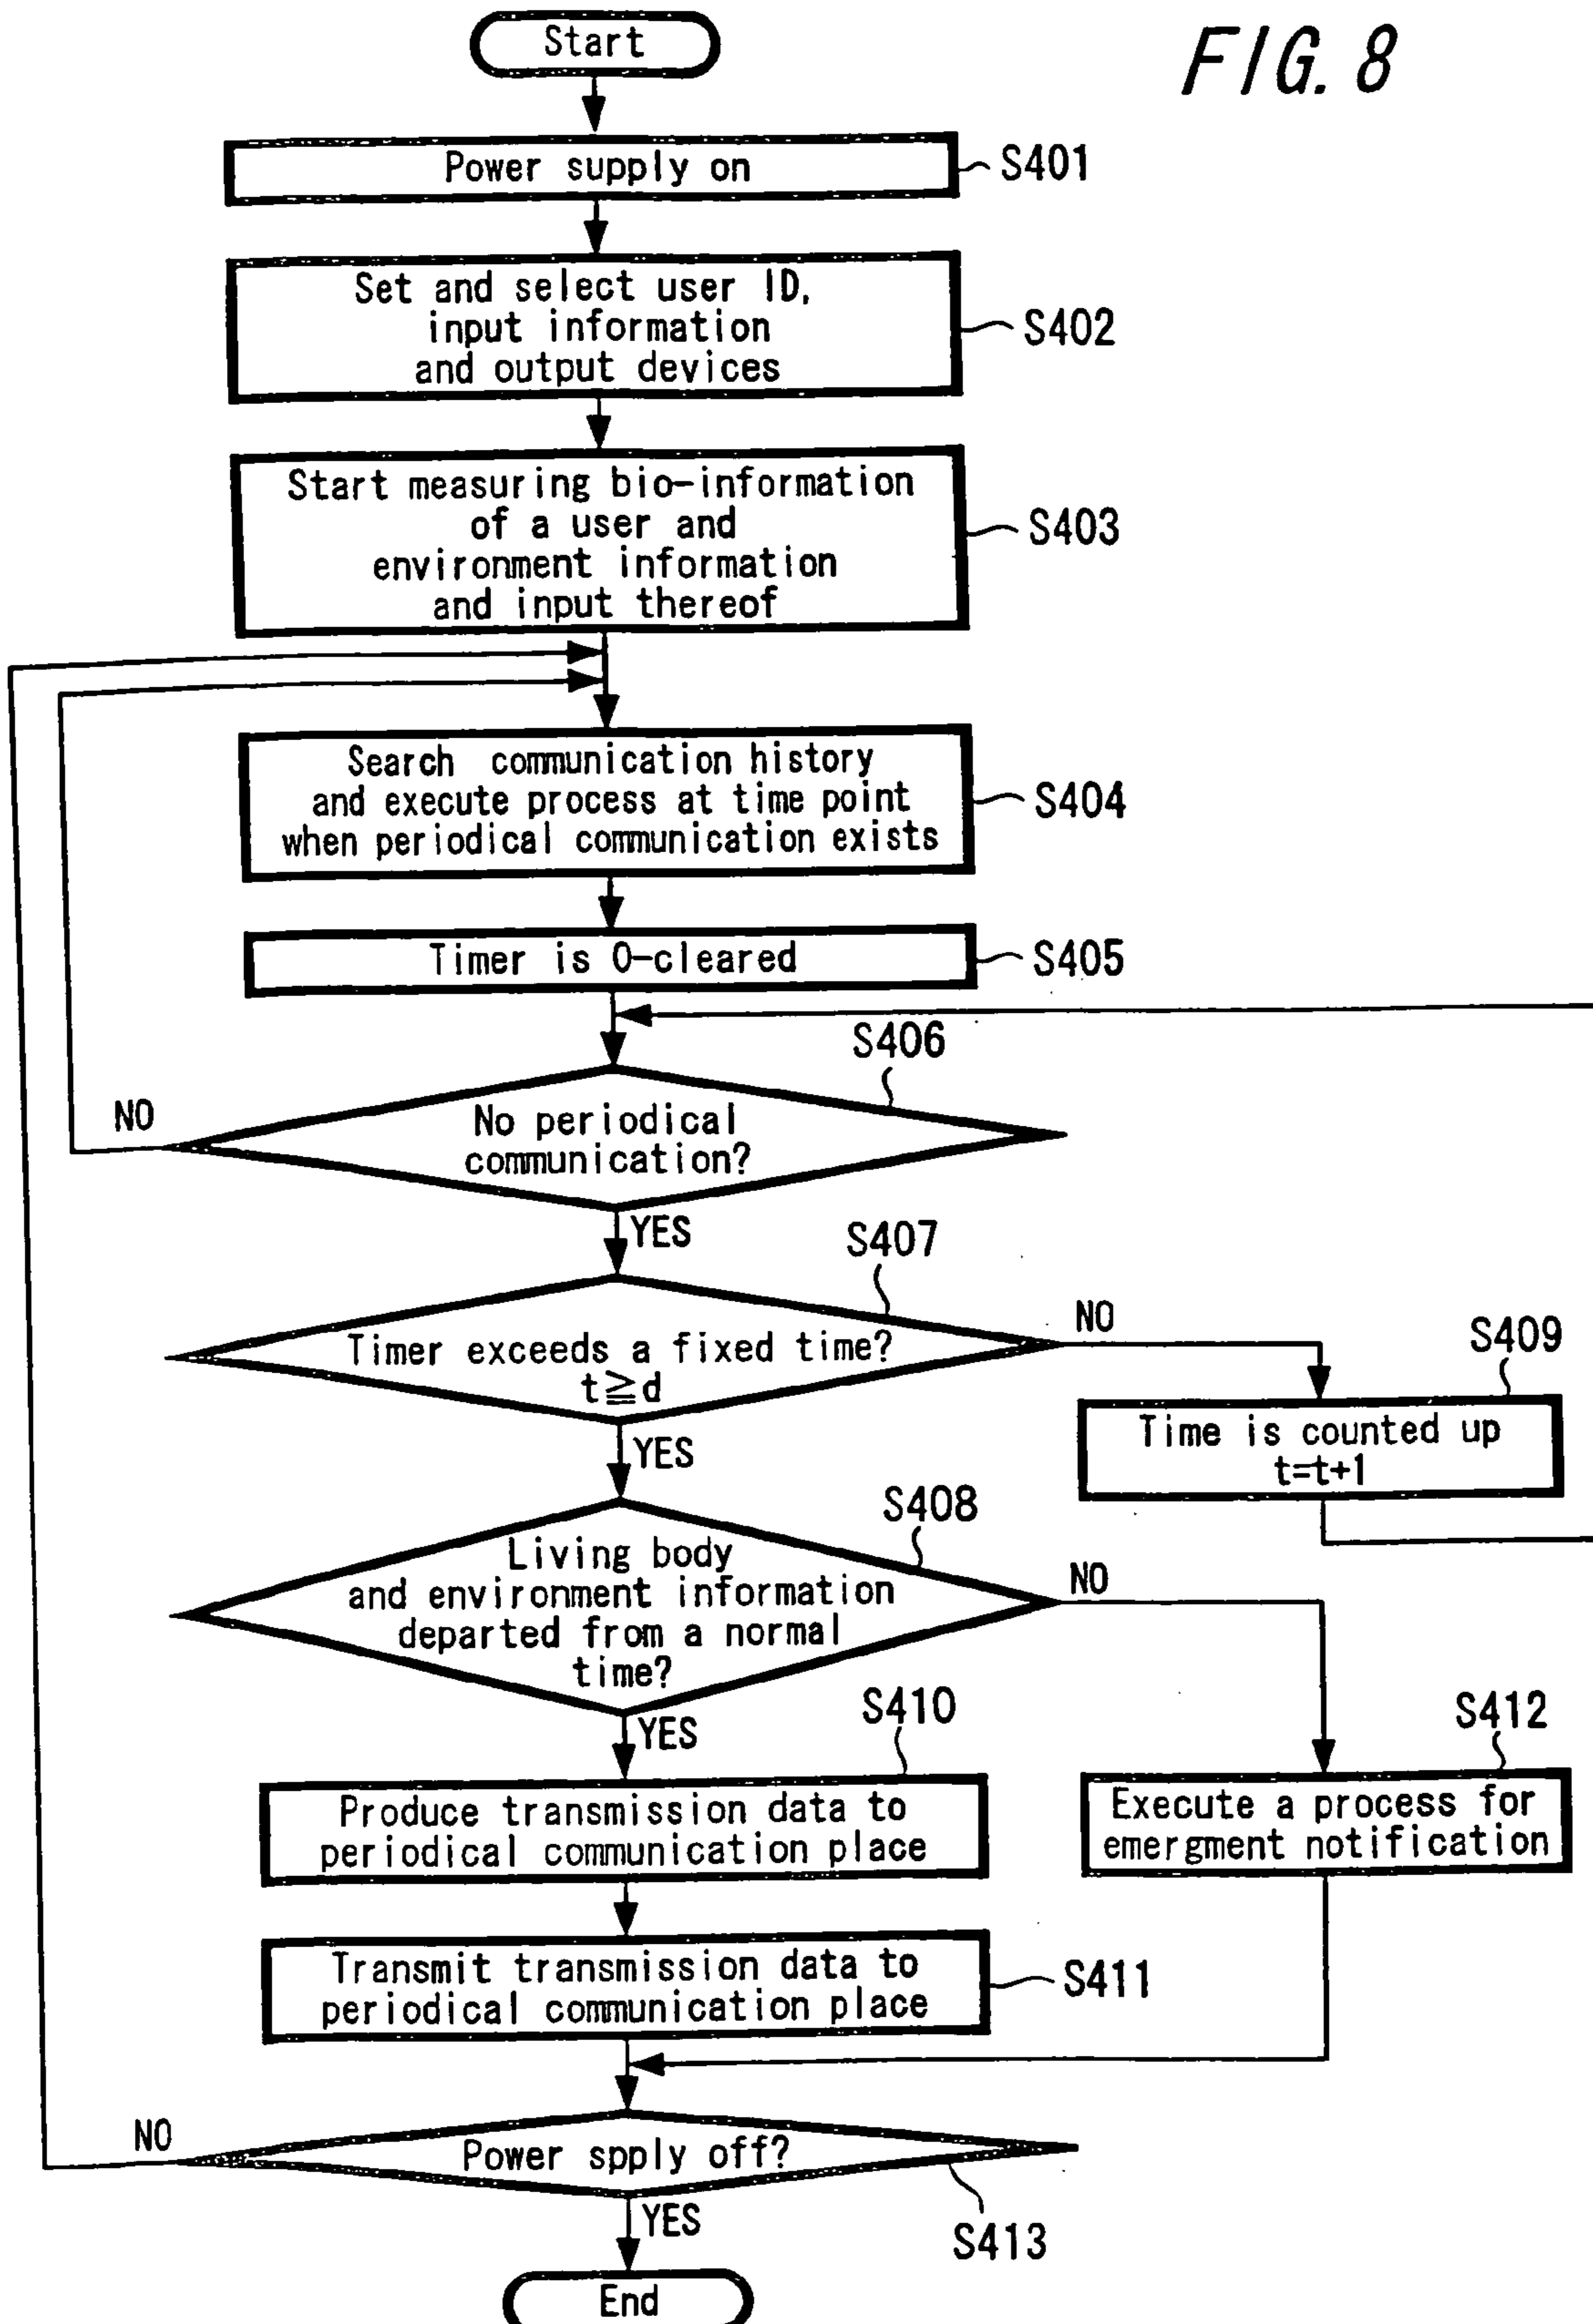 FIG. 8
Start
Power supply on
S401
Set and select user ID,
input information
and output devices
S402
Start measuring bio-information
of a user and
environment information
and input thereof
S403
Search communication history
and execute process at time point
when periodical communication exists
S404
Timer is 0-cleared
S405
S406
No periodical
communication?
NO
YES
S407
Timer exceeds a fixed time?
t≧d
NO
YES
S409
Time is counted up
t=t+1
S408
Living body
and environment information
departed from a normal
time?
NO
YES
S410
Produce transmission data to
periodical communication place
S412
Execute a process for
emergment notification
Transmit transmission data to
periodical communication place
S411
Power spply off?
NO
YES
S413
End